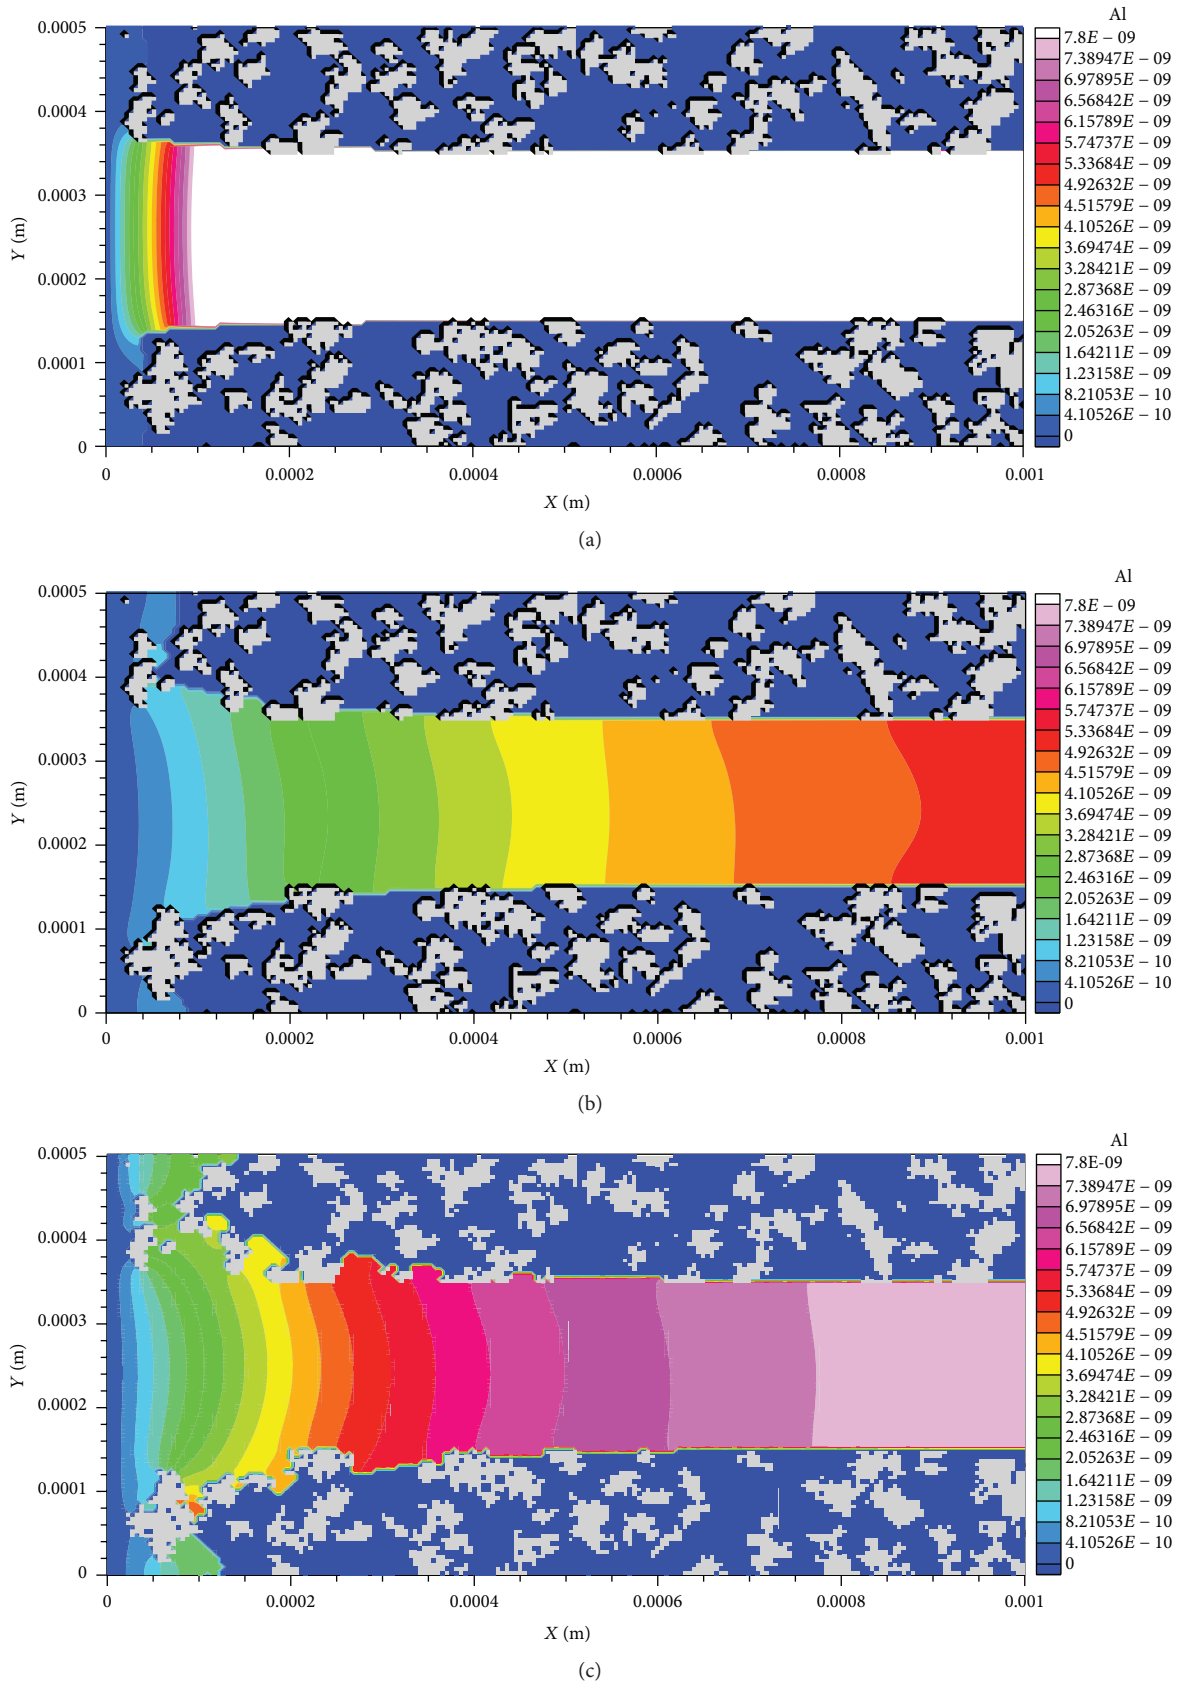 Al
0.0005
0.0004
0.0003
0.0002
0.0001
0
Y (m)
0
0.0002
0.0004
0.0006
0.0008
0.001
X (m)
7.8E − 09
7.38947E − 09
6.97895E − 09
6.56842E − 09
6.15789E − 09
5.74737E − 09
5.33684E − 09
4.92632E − 09
4.51579E − 09
4.10526E − 09
3.69474E − 09
3.28421E − 09
2.87368E − 09
2.46316E − 09
2.05263E − 09
1.64211E − 09
1.23158E − 09
8.21053E − 10
4.10526E − 10
0
(a)
Al
0.0005
0.0004
0.0003
0.0002
0.0001
0
Y (m)
0
0.0002
0.0004
0.0006
0.0008
0.001
X (m)
7.8E − 09
7.38947E − 09
6.97895E − 09
6.56842E − 09
6.15789E − 09
5.74737E − 09
5.33684E − 09
4.92632E − 09
4.51579E − 09
4.10526E − 09
3.69474E − 09
3.28421E − 09
2.87368E − 09
2.46316E − 09
2.05263E − 09
1.64211E − 09
1.23158E − 09
8.21053E − 10
4.10526E − 10
0
(b)
Al
0.0005
0.0004
0.0003
0.0002
0.0001
0
Y (m)
0
0.0002
0.0004
0.0006
0.0008
0.001
X (m)
7.8E-09
7.38947E − 09
6.97895E − 09
6.56842E − 09
6.15789E − 09
5.74737E − 09
5.33684E − 09
4.92632E − 09
4.51579E − 09
4.10526E − 09
3.69474E − 09
3.28421E − 09
2.87368E − 09
2.46316E − 09
2.05263E − 09
1.64211E − 09
1.23158E − 09
8.21053E − 10
4.10526E − 10
0
(c)